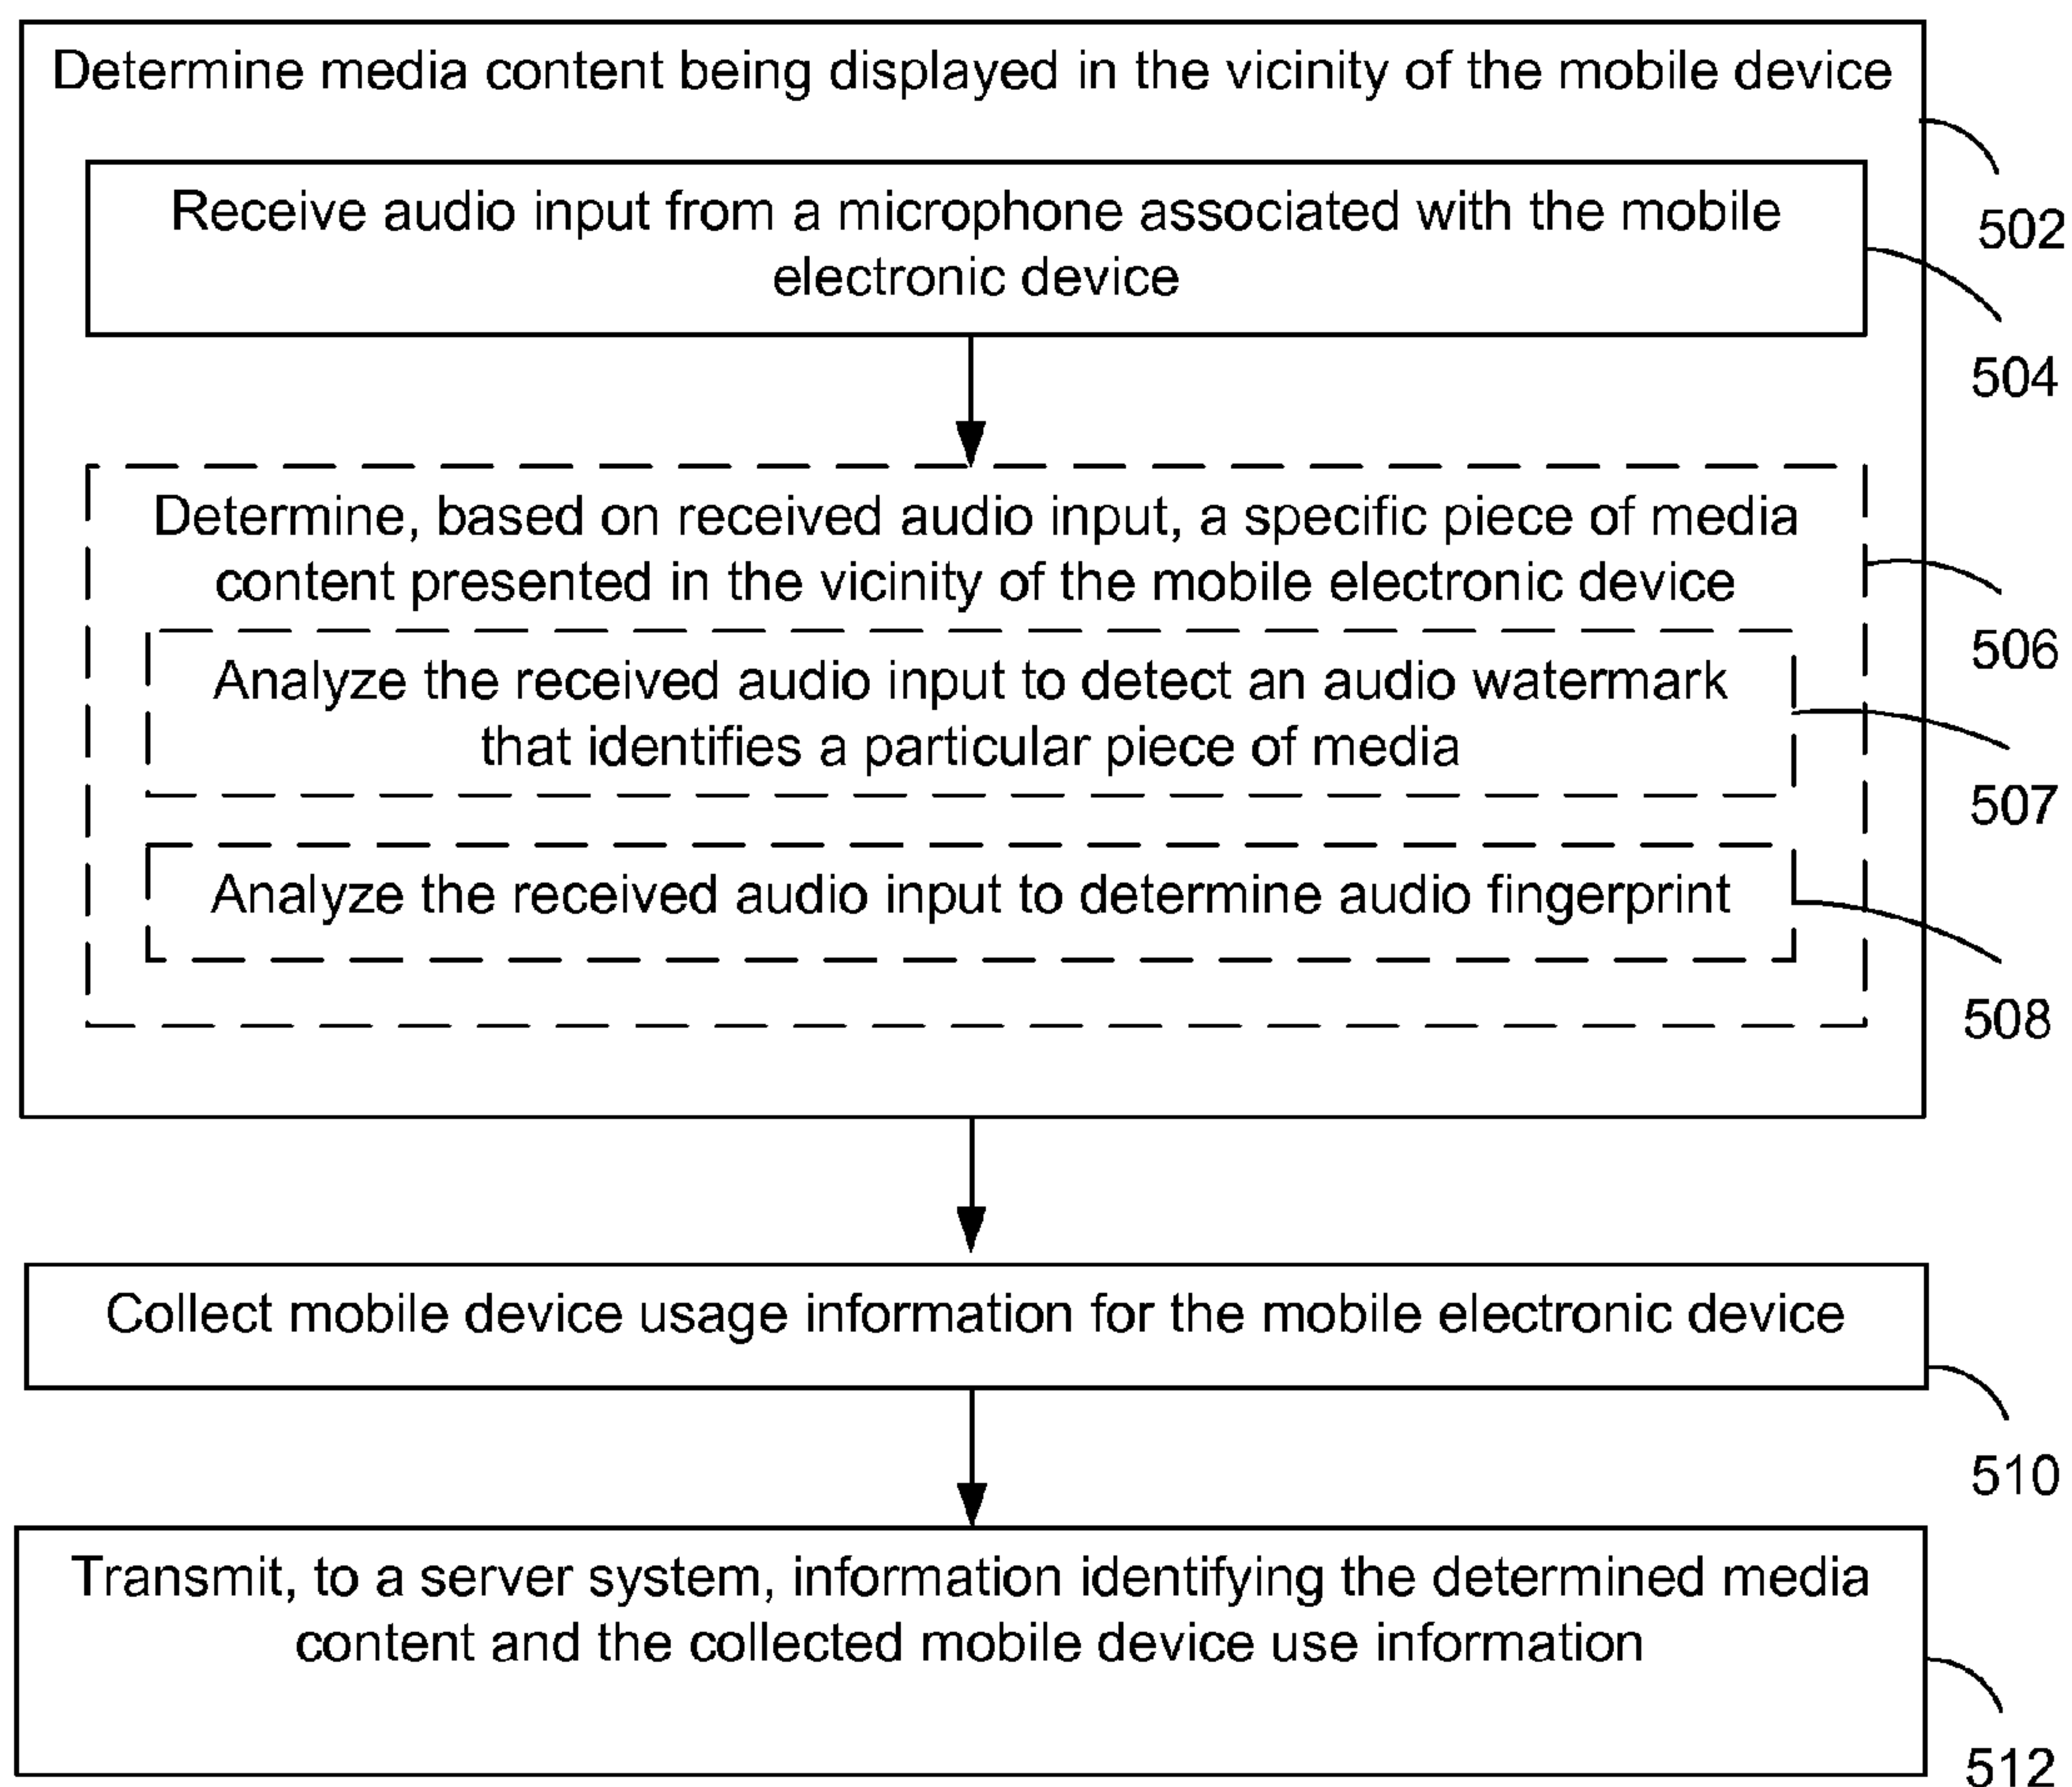 Determine media content being displayed in the vicinity of the mobile device
Receive audio input from a microphone associated with the mobile
electronic device
502
504
Determine, based on received audio input, a specific piece of media
content presented in the vicinity of the mobile electronic device
506
Analyze the received audio input to detect an audio watermark
that identifies a particular piece of media
507
Analyze the received audio input to determine audio fingerprint
508
Collect mobile device usage information for the mobile electronic device
510
Transmit, to a server system, information identifying the determined media
content and the collected mobile device use information
512